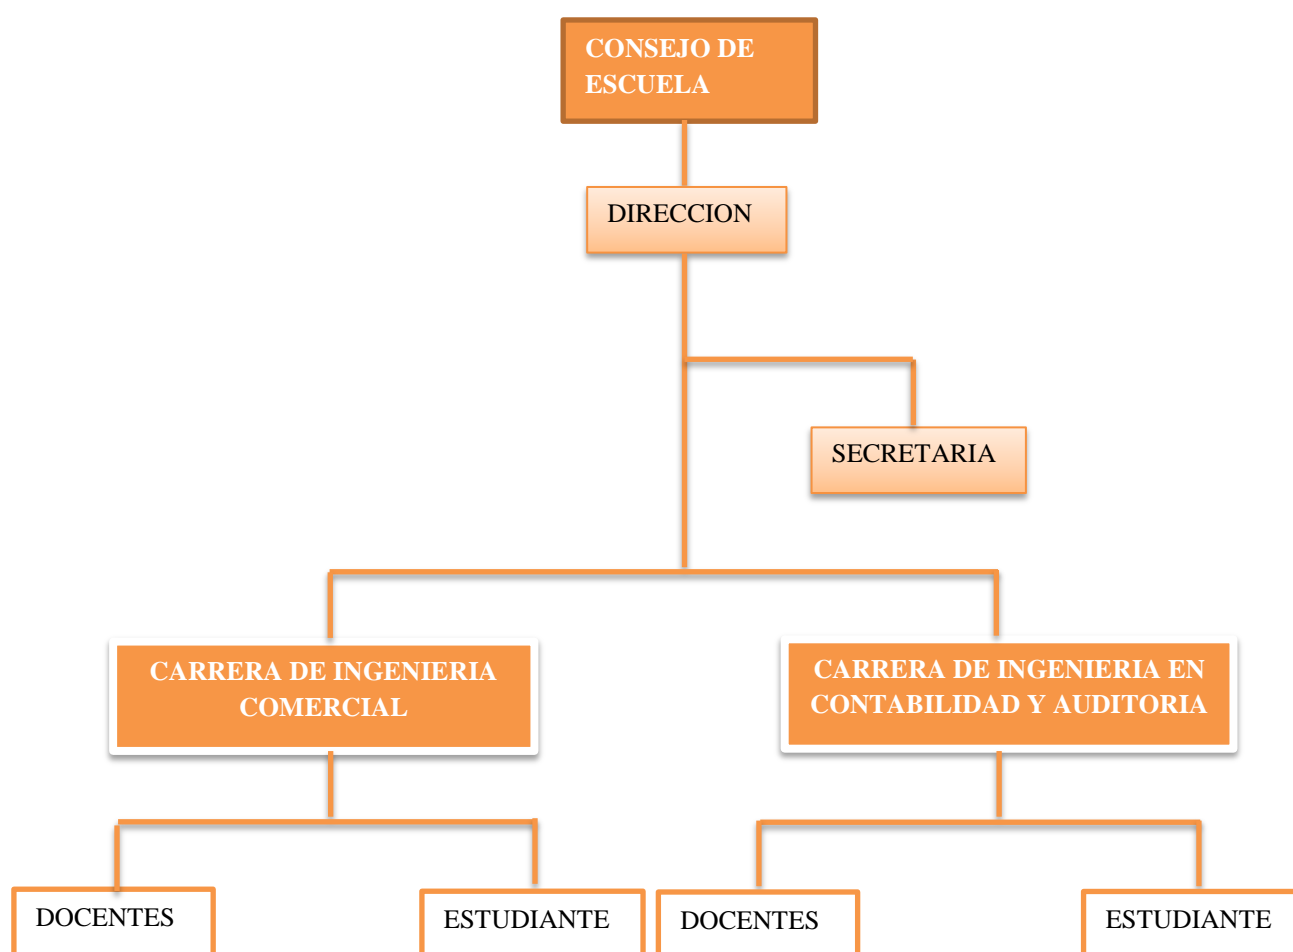 CONSEJO DE
ESCUELA
DIRECCION
SECRETARIA
CARRERA DE INGENIERIA
COMERCIAL
CARRERA DE INGENIERIA EN
CONTABILIDAD Y AUDITORIA
DOCENTES
ESTUDIANTE
DOCENTES
ESTUDIANTE